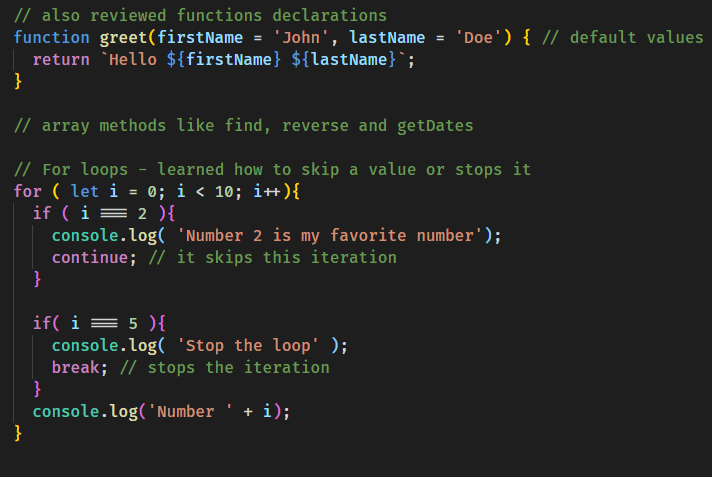 // also reviewed functions declarations
function greet(firstName = 'John', lastName = 'Doe') { // default values
  return `Hello ${firstName} ${lastName}`;
}

// array methods like find, reverse and getDates

// For loops - learned how to skip a value or stops it
for ( let i = 0; i < 10; i++){
  if ( i === 2 ){
    console.log( 'Number 2 is my favorite number');
    continue; // it skips this iteration
  }

  if( i === 5 ){
    console.log( 'Stop the loop' );
    break; // stops the iteration
  }
  console.log('Number ' + i);
}